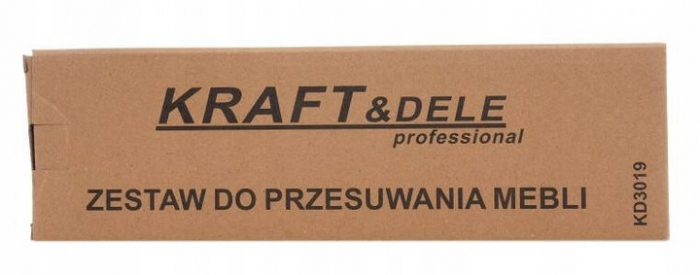 KRAFT&DELE
professional
ZESTAW DO PRZESUWANIA MEBLI
KD3019